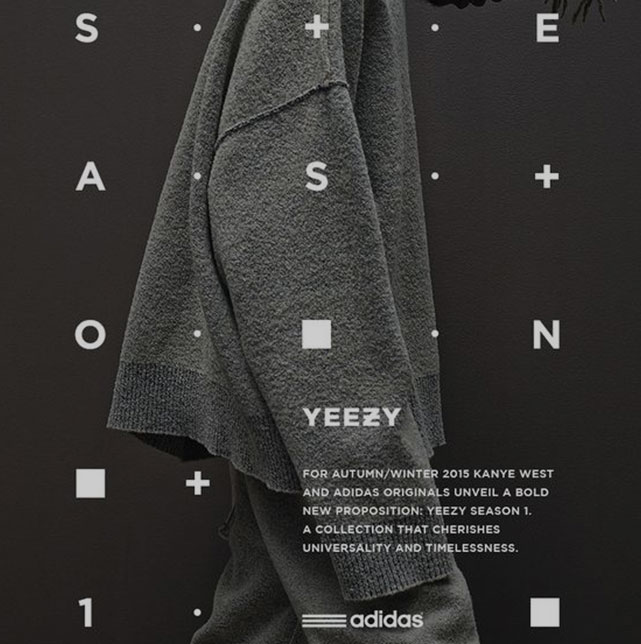 S · + · E
A · S · +
O · ■ · N
YEEZY
FOR AUTUMN/WINTER 2015 KANYE WEST
AND ADIDAS ORIGINALS UNVEIL A BOLD
NEW PROPOSITION: YEEZY SEASON 1.
A COLLECTION THAT CHERISHES
UNIVERSALITY AND TIMELESSNESS.
■ +
1 · adidas ■